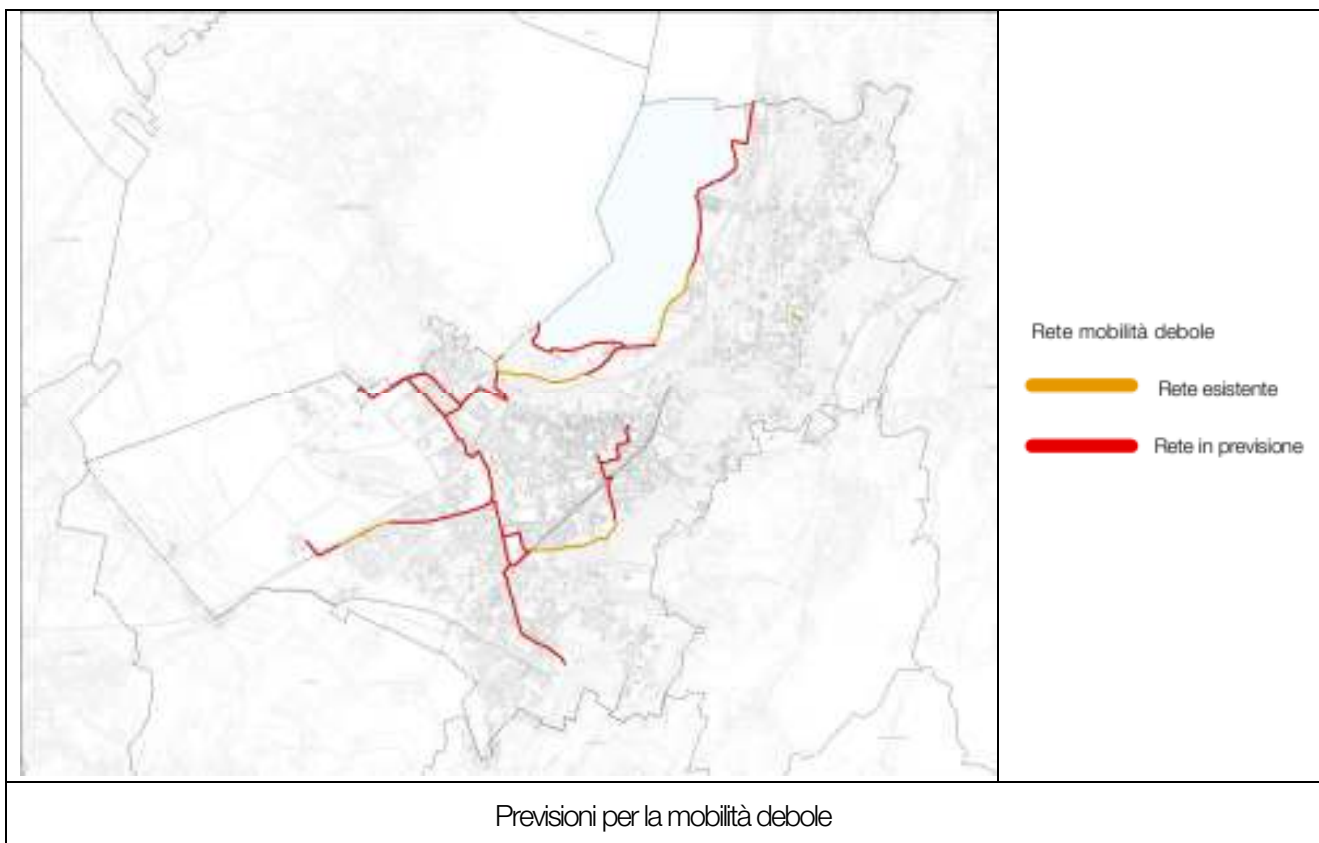 Rete mobilità debole
Rete esistente
Rete in previsione
Previsioni per la mobilità debole